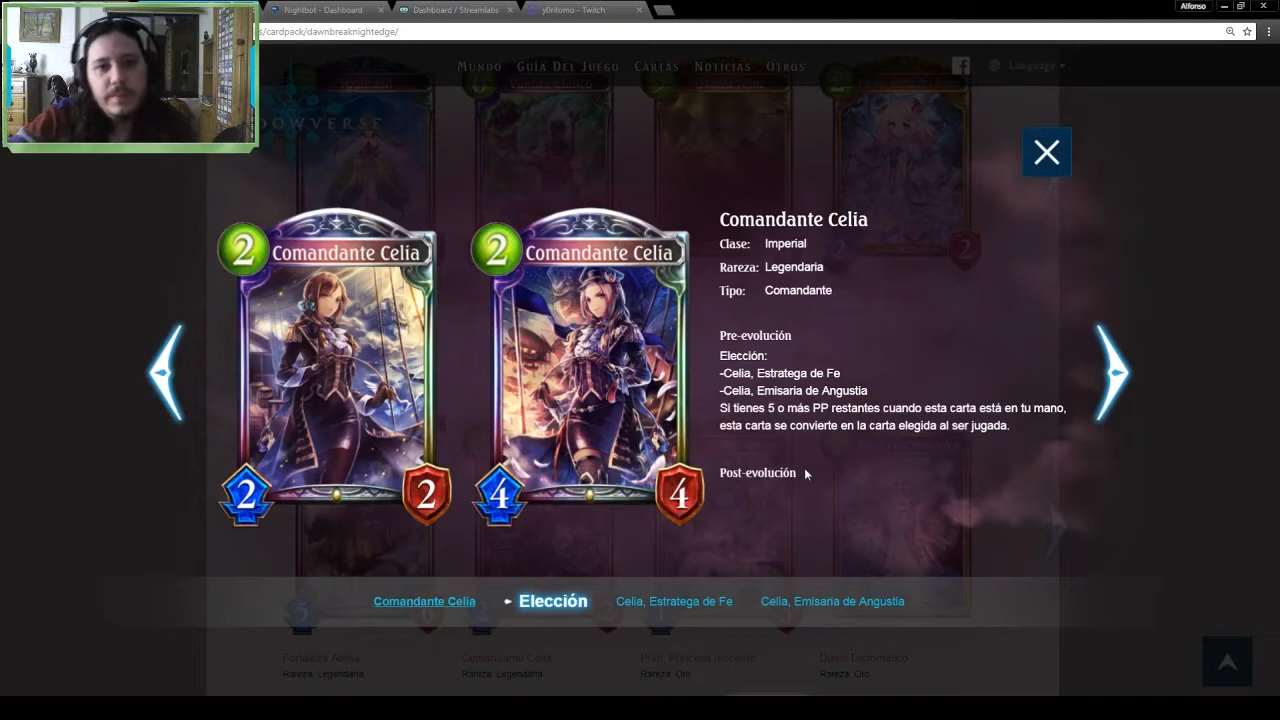 Nightbot - Dashboard
Dashboard / Streamlabs
y0ritomo - Twitch
Alfonso
s/cardpack/dawnbreaknightedge/
MUNDO GUÍA DEL JUEGO CARTAS NOTICIAS OTROS
Language
OWVERSE
2
Comandante Celia
2
2
2
Comandante Celia
4
4
Comandante Celia
Clase: Imperial
Rareza: Legendaria
Tipo: Comandante
Pre-evolución
Elección:
-Celia, Estratega de Fe
-Celia, Emisaria de Angustia
Si tienes 5 o más PP restantes cuando esta carta está en tu mano,
esta carta se convierte en la carta elegida al ser jugada.
Post-evolución
Comandante Celia
Elección
Celia, Estratega de Fe
Celia, Emisaria de Angustia
Fortaleza Aérea
Comandante Celia
Duelo Dicromático
Rareza: Legendaria
Rareza: Legendaria
Rareza: Oro
Rareza: Oro